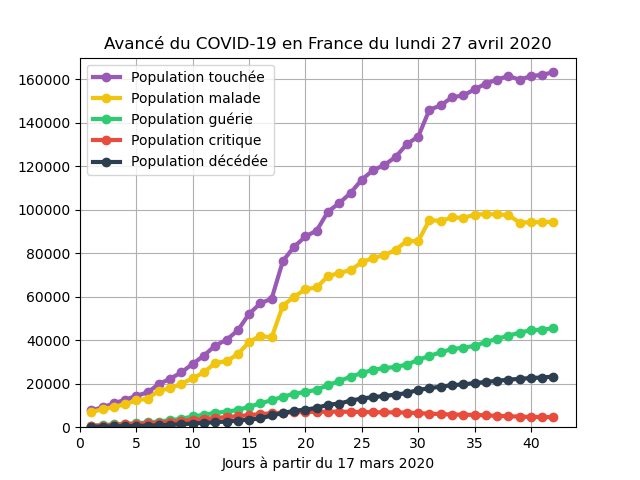 Avancé du COVID-19 en France du lundi 27 avril 2020
160000
140000
120000
100000
80000
60000
40000
20000
0
Population touchée
Population malade
Population guérie
Population critique
Population décédée
0 5 10 15 20 25 30 35 40
Jours à partir du 17 mars 2020